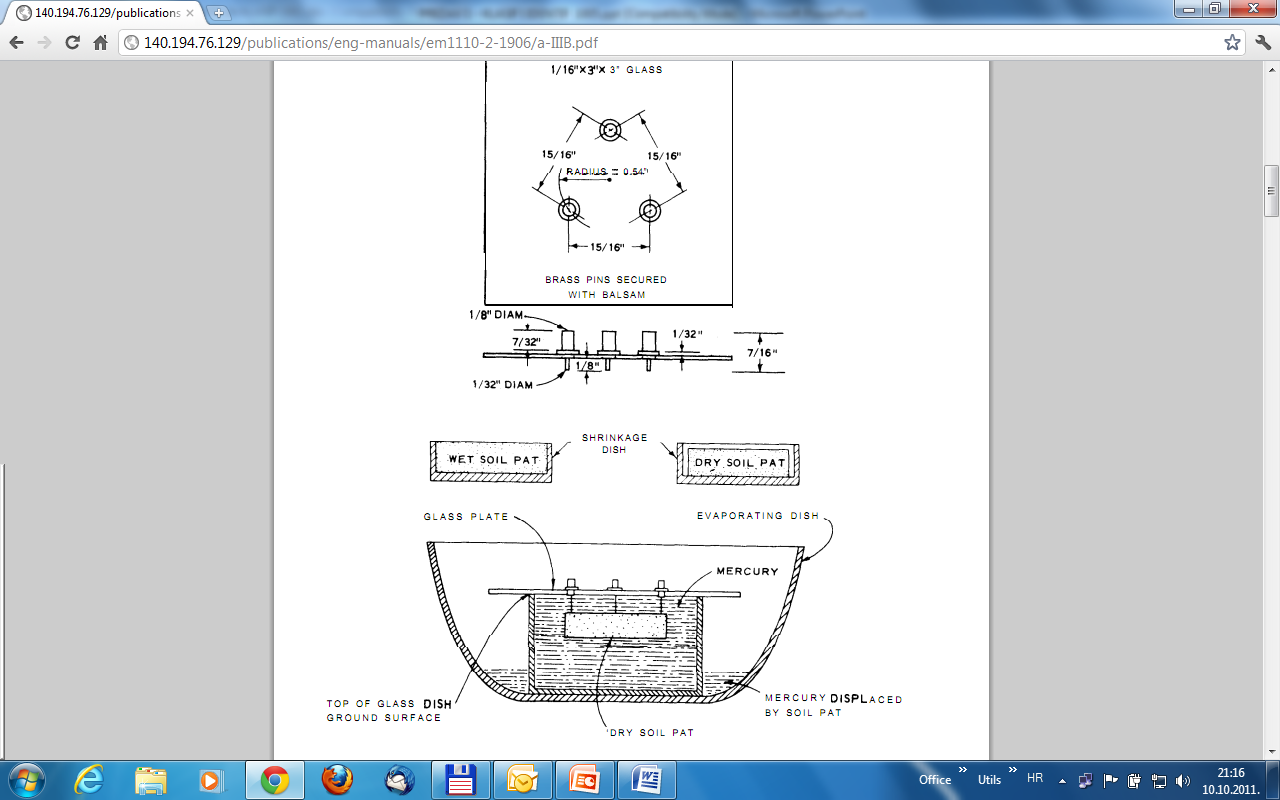 140.194.76.129/publications
140.194.76.129/publications/eng-manuals/em1110-2-1906/a-IIIB.pdf
1/16"×3"× 3" GLASS
15/16"
15/16"
RADIUS = 0.54"
15/16"
BRASS PINS SECURED
WITH BALSAM
1/8" DIAM
7/32"
1/32"
7/16"
1/8"
1/32" DIAM
SHRINKAGE
DISH
WET SOIL PAT
DRY SOIL PAT
GLASS PLATE
EVAPORATING DISH
MERCURY
TOP OF GLASS DISH
GROUND SURFACE
MERCURY DISPLACED
BY SOIL PAT
'DRY SOIL PAT
Office
Utils
HR
21:16
10.10.2011.